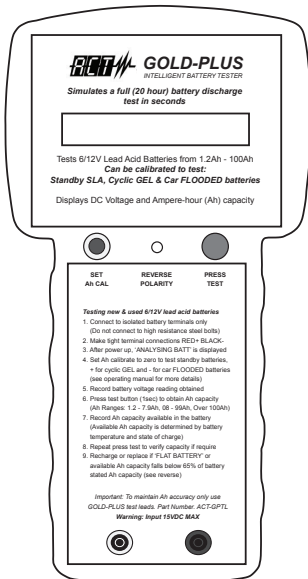 ACT GOLD-PLUS
INTELLIGENT BATTERY TESTER
Simulates a full (20 hour) battery discharge
test in seconds
Tests 6/12V Lead Acid Batteries from 1.2Ah - 100Ah
Can be calibrated to test:
Standby SLA, Cyclic GEL & Car FLOODED batteries
Displays DC Voltage and Ampere-hour (Ah) capacity
SET REVERSE PRESS
Ah CAL POLARITY TEST
Testing new & used 6/12V lead acid batteries
1. Connect to isolated battery terminals only
(Do not connect to high resistance steel bolts)
2. Make tight terminal connections RED+ BLACK-
3. After power up, 'ANALYSING BATT' is displayed
4. Set Ah calibrate to zero to test standby batteries,
+ for cyclic GEL and - for car FLOODED batteries
(see operating manual for more details)
5. Record battery voltage reading obtained
6. Press test button (1sec) to obtain Ah capacity
(Ah Ranges: 1.2 - 7.9Ah, 08 - 99Ah, Over 100Ah)
7. Record Ah capacity available in the battery
(Available Ah capacity is determined by battery
temperature and state of charge)
8. Repeat press test to verify capacity if require
9. Recharge or replace if 'FLAT BATTERY' or
available Ah capacity falls below 65% of battery
stated Ah capacity (see reverse)
Important: To maintain Ah accuracy only use
GOLD-PLUS test leads. Part Number. ACT-GPTL
Warning: Input 15VDC MAX